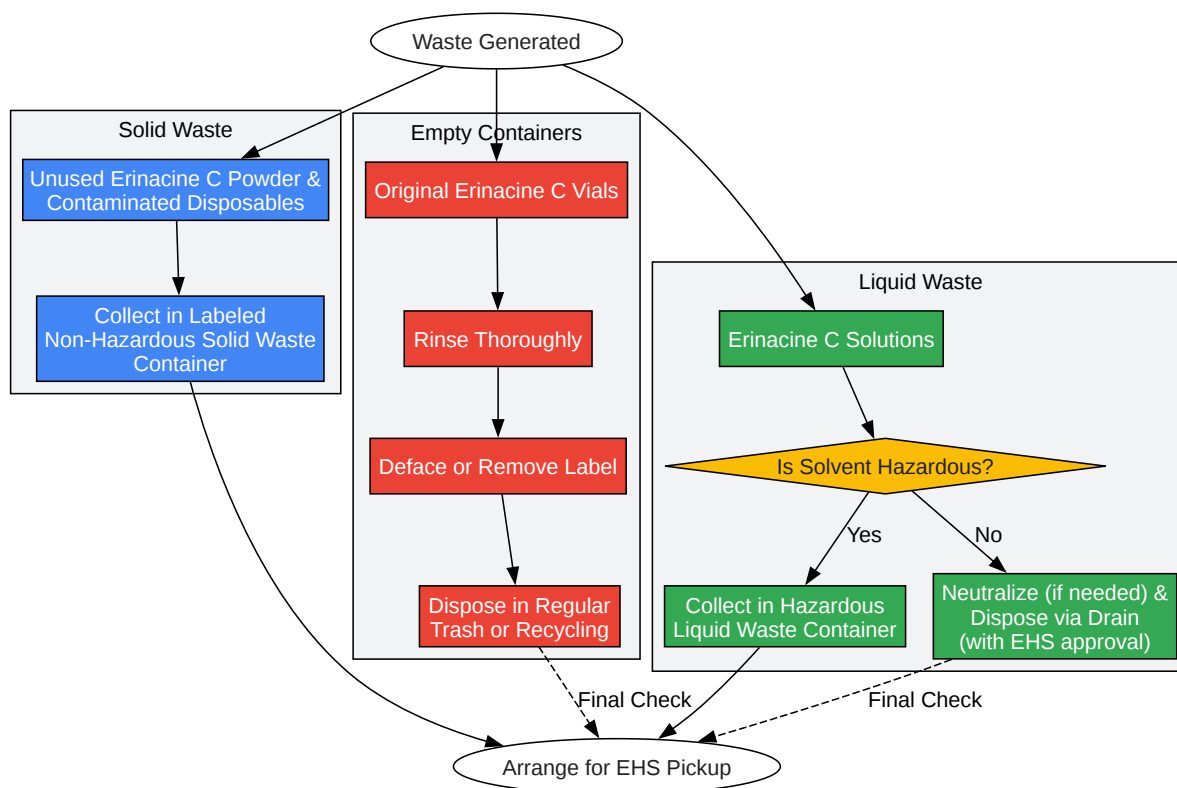 Waste Generated
Solid Waste
Unused Erinacine C Powder &
Contaminated Disposables
Collect in Labeled
Non-Hazardous Solid Waste
Container
Empty Containers
Original Erinacine C Vials
Rinse Thoroughly
Deface or Remove Label
Dispose in Regular
Trash or Recycling
Liquid Waste
Erinacine C Solutions
Is Solvent Hazardous?
Yes
No
Collect in Hazardous
Liquid Waste Container
Neutralize (if needed) &
Dispose via Drain
(with EHS approval)
Final Check
Final Check
Arrange for EHS Pickup